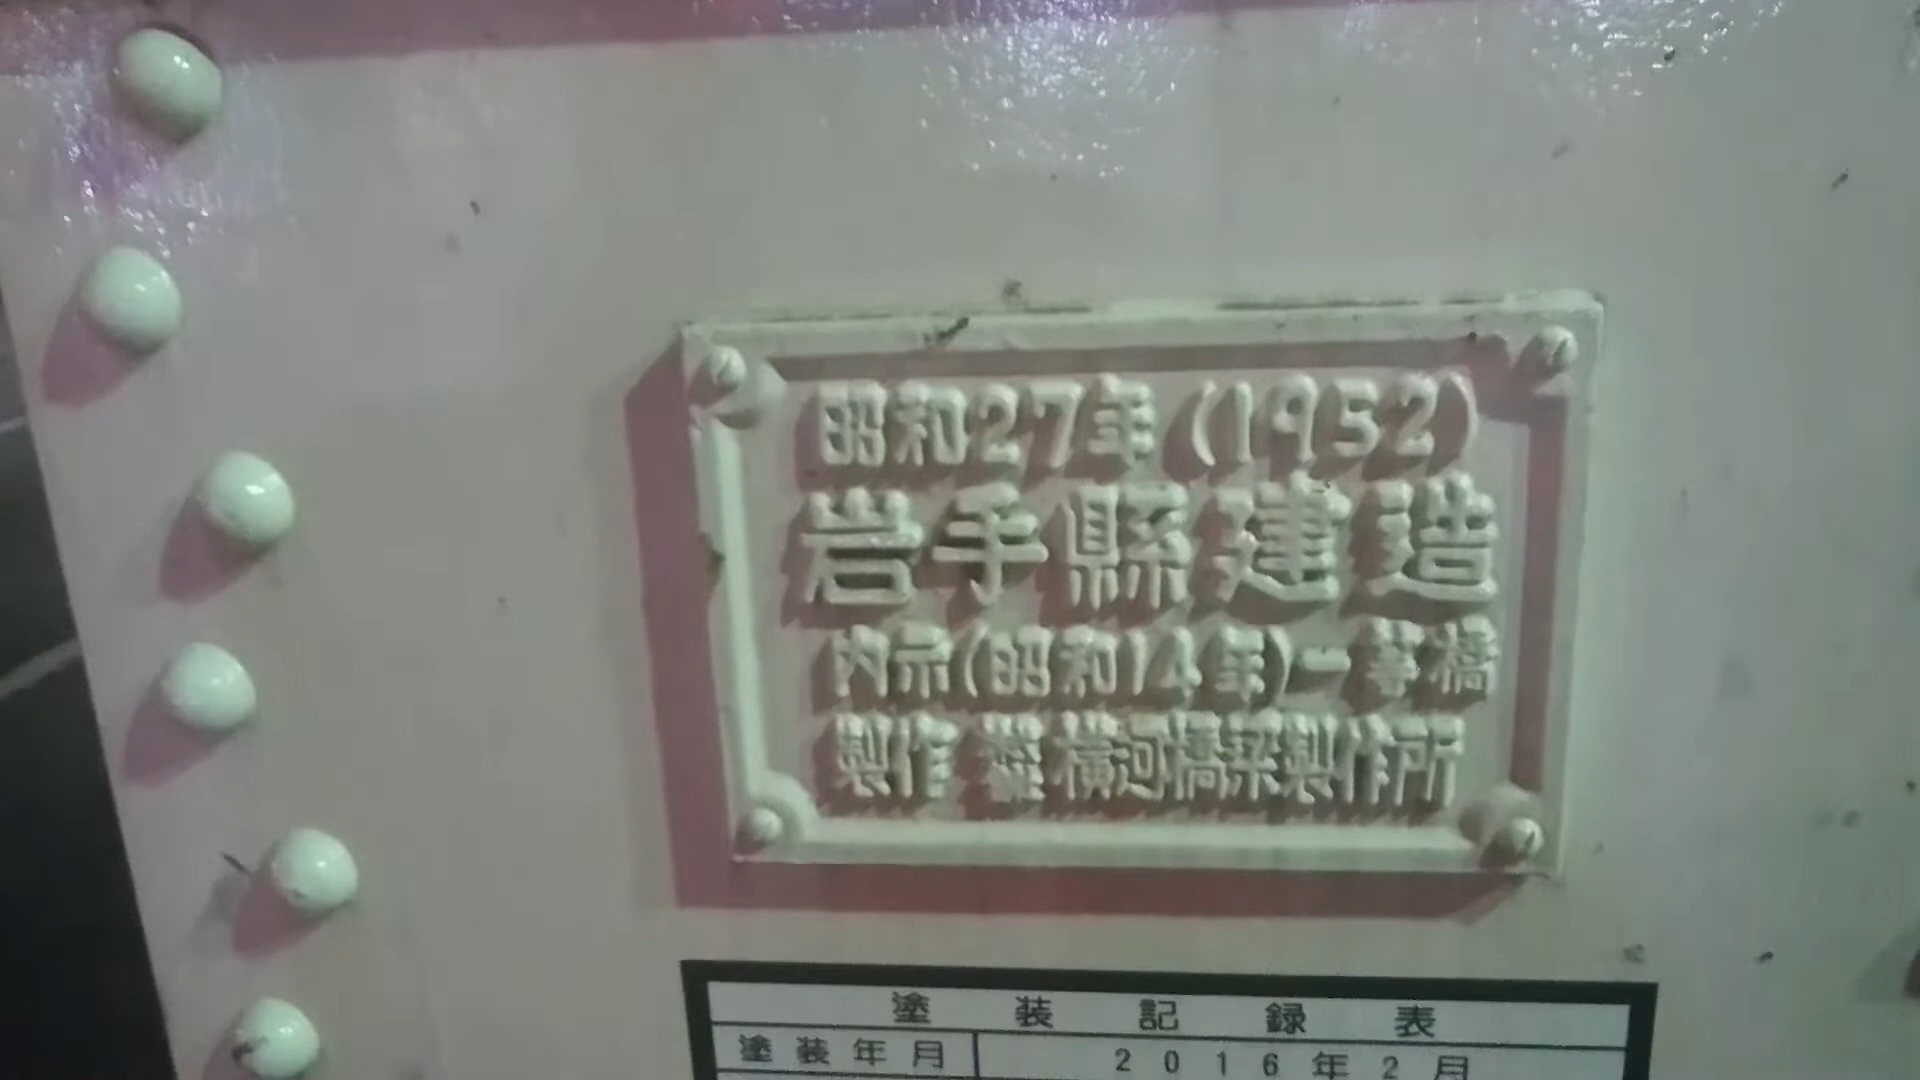 昭和27年(1952)
岩手縣建造
内示(昭和14年)一等橋
製作 横河橋梁製作所
塗装記録表
塗装年月 2016年2月